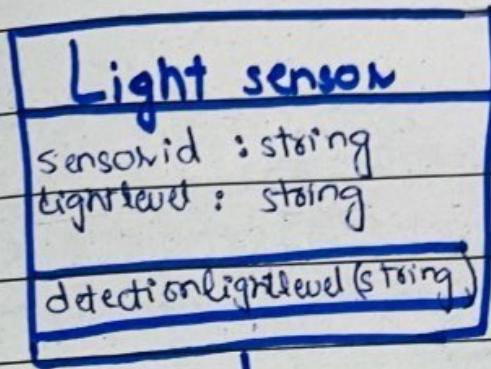 Light sensor
sensorid : string
lightlevel : string
detectionlightlevel(string)